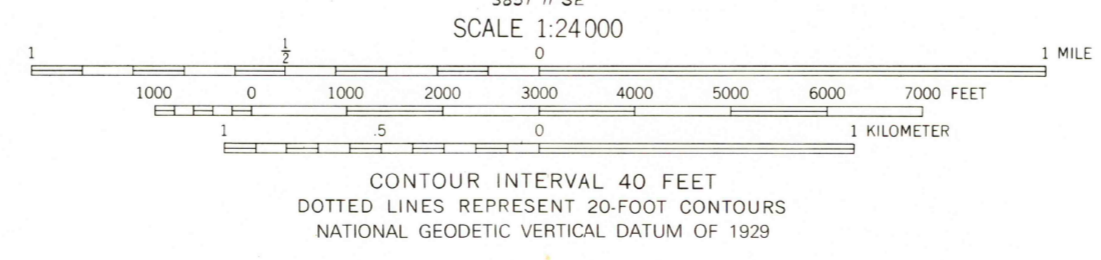 SCALE 1:24000
1 1/2 0 1 MILE
1000 0 1000 2000 3000 4000 5000 6000 7000 FEET
1 .5 0 1 KILOMETER
CONTOUR INTERVAL 40 FEET
DOTTED LINES REPRESENT 20-FOOT CONTOURS
NATIONAL GEODETIC VERTICAL DATUM OF 1929